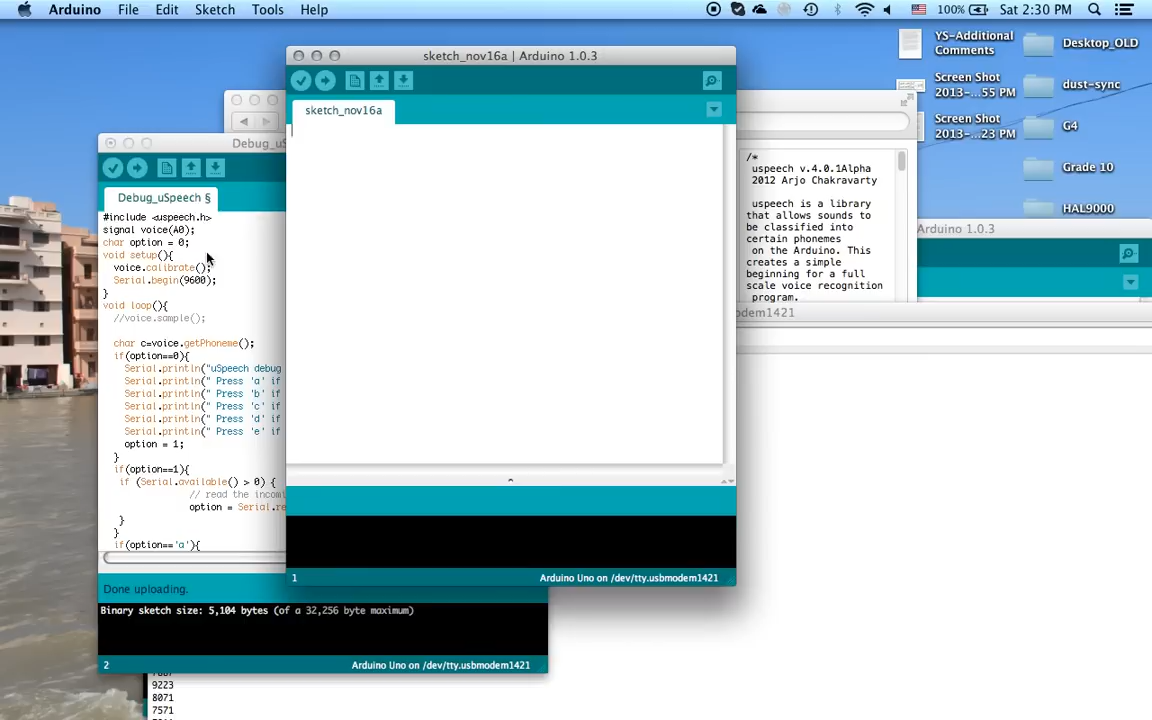 Arduino File Edit Sketch Tools Help
100% Sat 2:30 PM
YS-Additional
Comments
Screen Shot
2013-...55 PM
Screen Shot
2013-...23 PM
Desktop_OLD
dust-sync
G4
Grade 10
HAL9000
sketch_nov16a | Arduino 1.0.3
sketch_nov16a
1
Arduino Uno on /dev/tty.usbmodem1421
Debug_uS
Debug_uSpeech §
#include <uspeech.h>
signal voice(A0);
char option = 0;
void setup(){
voice.calibrate();
Serial.begin(9600);
}
void loop(){
//voice.sample();
char c=voice.getPhoneme();
if(option==0){
Serial.println("uSpeech debug
Serial.println(" Press 'a' if
Serial.println(" Press 'b' if
Serial.println(" Press 'c' if
Serial.println(" Press 'd' if
Serial.println(" Press 'e' if
option = 1;
}
if(option==1){
if (Serial.available() > 0) {
// read the incomi
option = Serial.re
}
}
if(option=='a'){
Done uploading.
Binary sketch size: 5,104 bytes (of a 32,256 byte maximum)
2
Arduino Uno on /dev/tty.usbmodem1421
/*
uspeech v.4.0.1Alpha
2012 Arjo Chakravarty
uspeech is a library
that allows sounds to
be classified into
certain phonemes
on the Arduino. This
creates a simple
beginning for a full
scale voice recognition
program.
Arduino 1.0.3
odem1421
9223
8071
7571